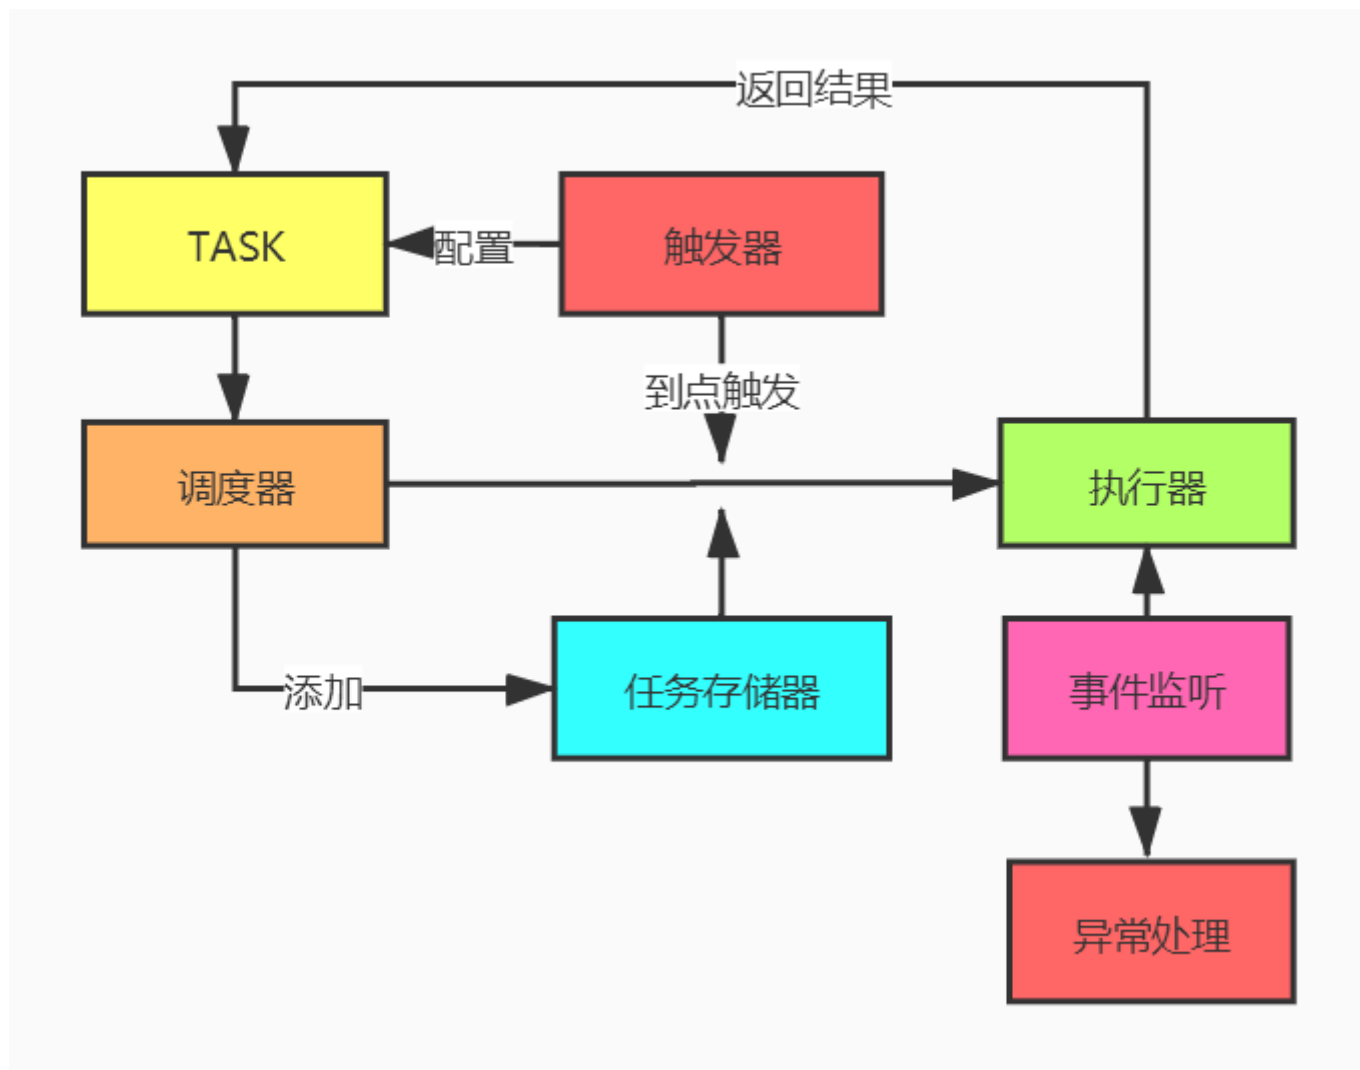 返回结果
TASK
配置
触发器
到点触发
调度器
执行器
添加
任务存储器
事件监听
异常处理